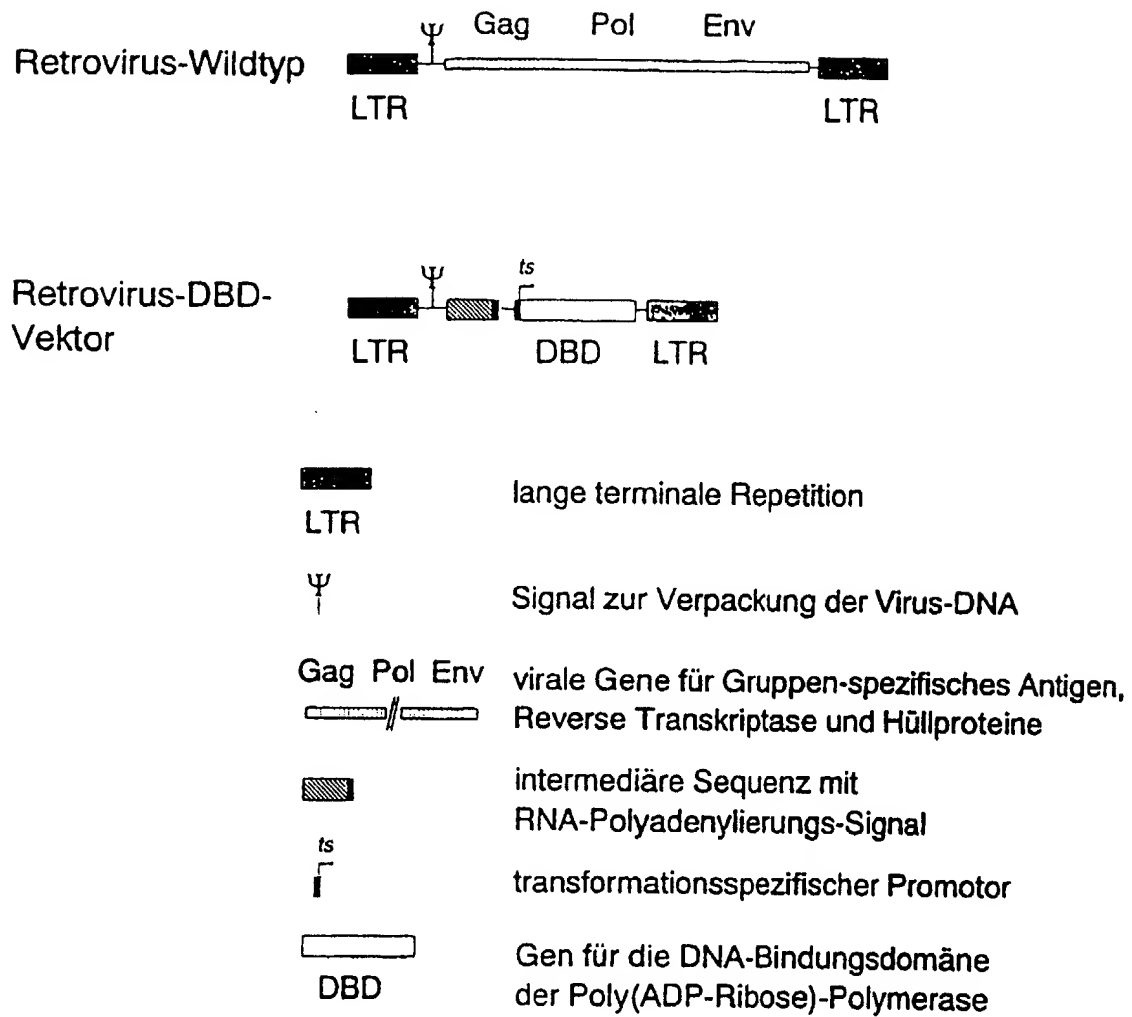 Ψ Gag Pol Env
Retrovirus-Wildtyp
LTR LTR
Ψ ts
Retrovirus-DBD-
Vektor
LTR DBD LTR
LTR
lange terminale Repetition
Ψ
Signal zur Verpackung der Virus-DNA
Gag Pol Env
virale Gene für Gruppen-spezifisches Antigen,
Reverse Transkriptase und Hüllproteine
intermediäre Sequenz mit
RNA-Polyadenylierungs-Signal
ts
transformationsspezifischer Promotor
DBD
Gen für die DNA-Bindungsdomäne
der Poly(ADP-Ribose)-Polymerase